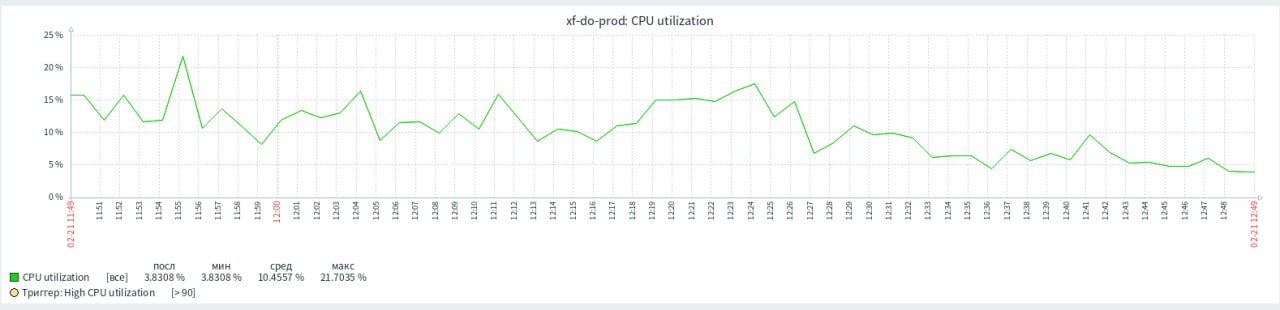 xf-do-prod: CPU utilization
25 %
20 %
15 %
10 %
5 %
0 %
02-21 11:49 11:51 11:52 11:53 11:54 11:55 11:56 11:57 11:58 11:59 12:00 12:01 12:02 12:03 12:04 12:05 12:06 12:07 12:08 12:09 12:10 12:11 12:12 12:13 12:14 12:15 12:16 12:17 12:18 12:19 12:20 12:21 12:22 12:23 12:24 12:25 12:26 12:27 12:28 12:29 12:30 12:31 12:32 12:33 12:34 12:35 12:36 12:37 12:38 12:39 12:40 12:41 12:42 12:43 12:44 12:45 12:46 12:47 12:48 02-21 12:49
посл мин сред макс
CPU utilization [все] 3.8308 % 3.8308 % 10.4557 % 21.7035 %
Триггер: High CPU utilization [> 90]